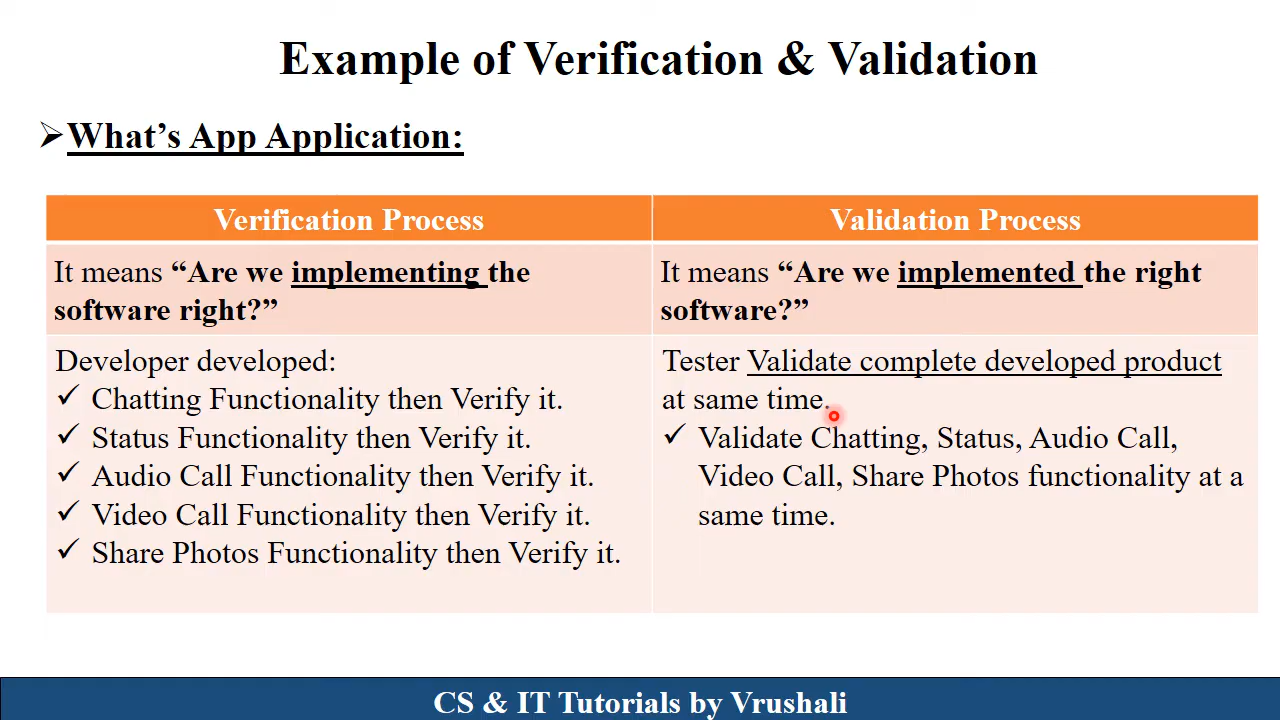 Example of Verification & Validation
➢What's App Application:
Verification Process
Validation Process
It means “Are we implementing the
software right?”
It means “Are we implemented the right
software?”
Developer developed:
✓ Chatting Functionality then Verify it.
✓ Status Functionality then Verify it.
✓ Audio Call Functionality then Verify it.
✓ Video Call Functionality then Verify it.
✓ Share Photos Functionality then Verify it.
Tester Validate complete developed product
at same time.
✓ Validate Chatting, Status, Audio Call,
Video Call, Share Photos functionality at a
same time.
CS & IT Tutorials by Vrushali